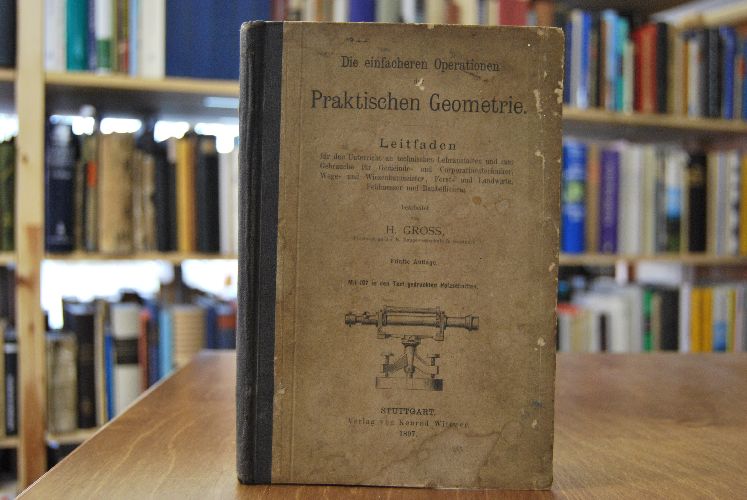 Die einfacheren Operationen
der
Praktischen Geometrie.
Leitfaden
für den Unterricht an technischen Lehranstalten und zum
Gebrauche für Gemeinde- und Corporationstechniker,
Wege- und Wiesenbaumeister, Forst- und Landwirte,
Feldmesser und Baubeflissene
bearbeitet
von
H. GROSS,
Fünfte Auflage.
Mit in den Text gedruckten Holzschnitten.
STUTTGART.
Verlag von Konrad Wittwer.
1897.